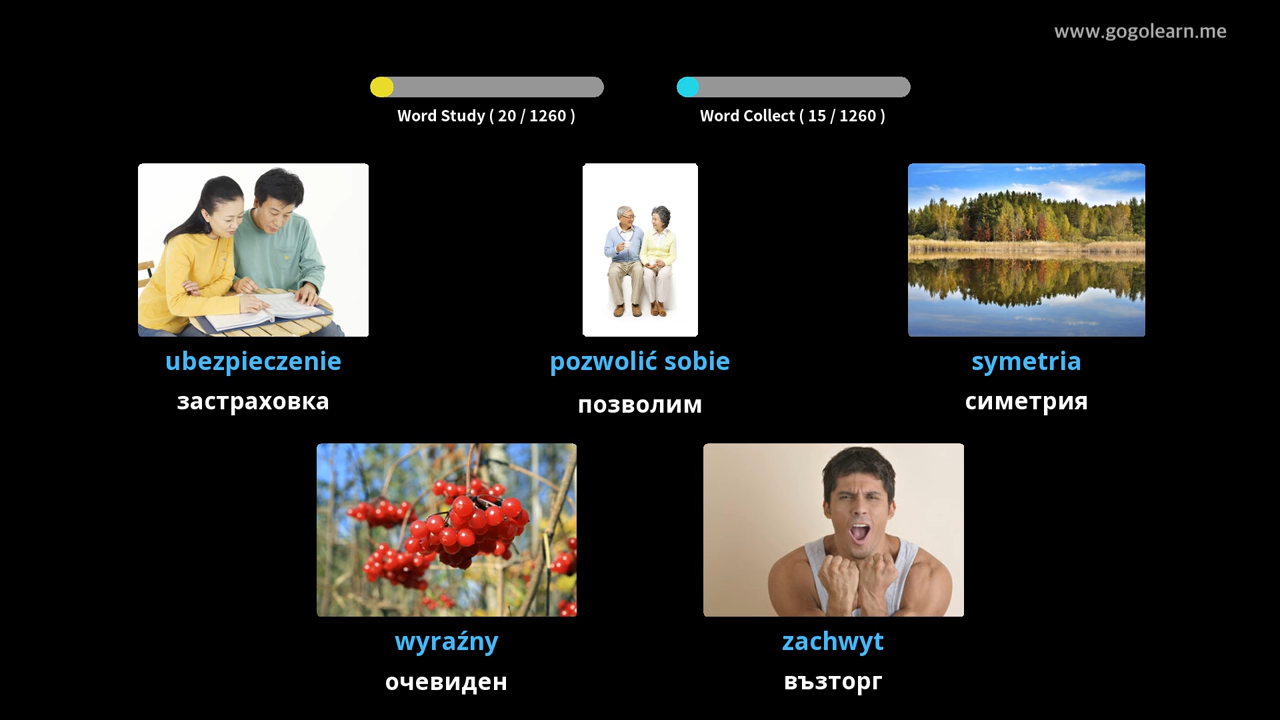 www.gogolearn.me
Word Study ( 20 / 1260 )
Word Collect ( 15 / 1260 )
ubezpieczenie
pozwolić sobie
symetria
застраховка
позволим
симетрия
wyraźny
zachwyt
очевиден
възторг